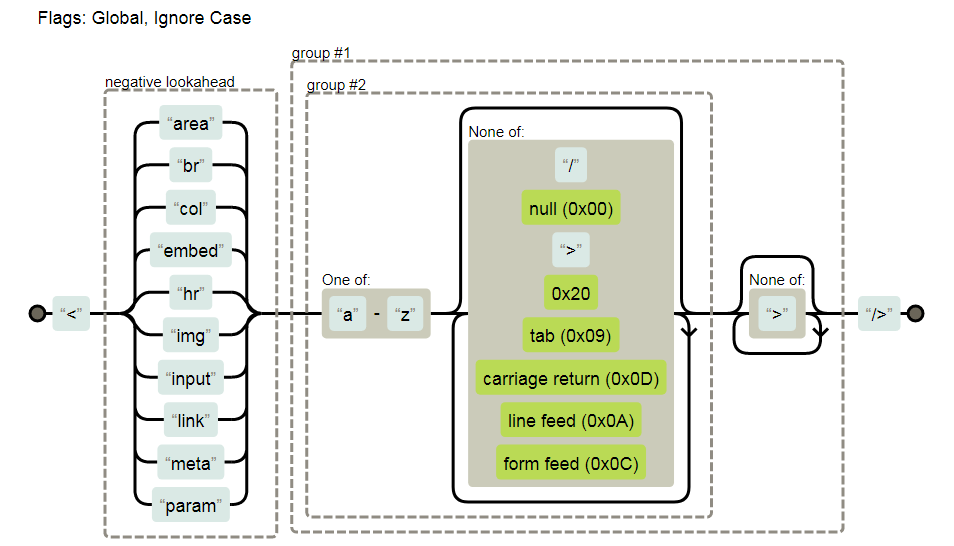 Flags: Global, Ignore Case
group #1
negative lookahead
group #2
“area”
None of:
“br”
“/”
“col”
null (0x00)
“embed”
“>”
One of:
None of:
“hr”
0x20
“<”
“a” - “z”
“>”
“/>”
“img”
tab (0x09)
“input”
carriage return (0x0D)
“link”
line feed (0x0A)
“meta”
form feed (0x0C)
“param”